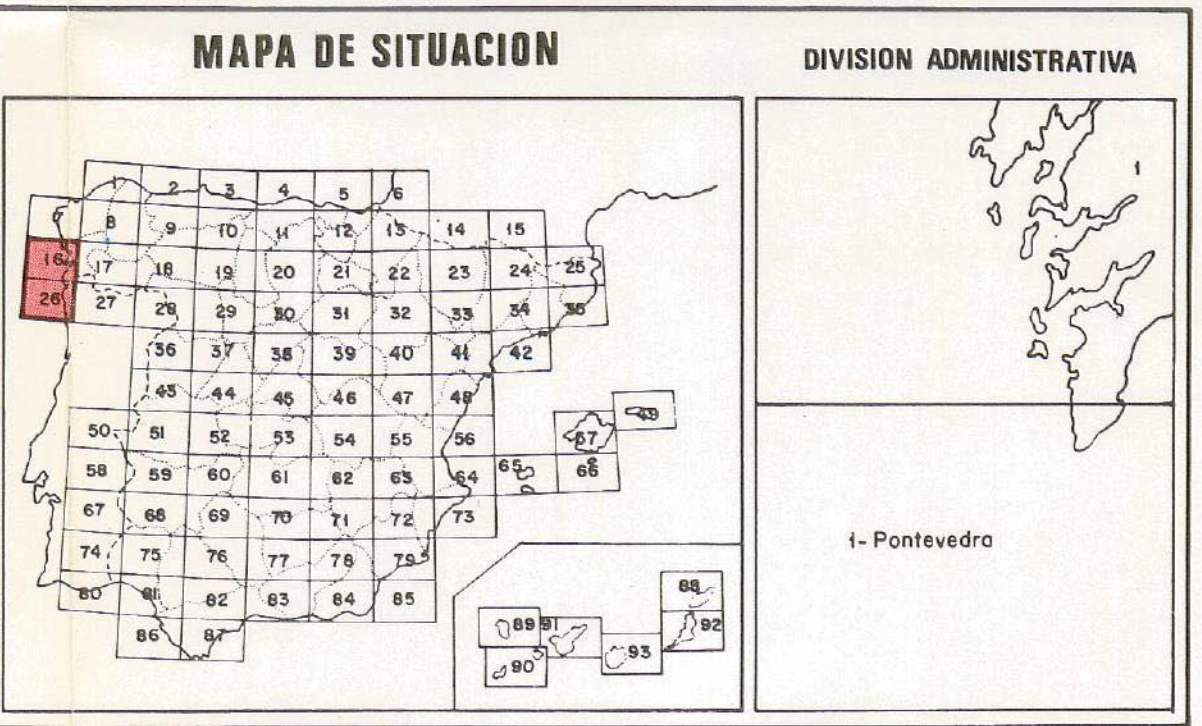 MAPA DE SITUACION
DIVISION ADMINISTRATIVA
1 2 3 4 5 6
8 9 10 11 12 13 14 15
16 17 18 19 20 21 22 23 24 25
26 27 28 29 30 31 32 33 34 35
36 37 38 39 40 41 42
43 44 45 46 47 48
49
50 51 52 53 54 55 56 57
58 59 60 61 62 63 64 65 66
67 68 69 70 71 72 73
74 75 76 77 78 79
80 81 82 83 84 85
86 87
88
89 91 92
90 93
1
1- Pontevedra